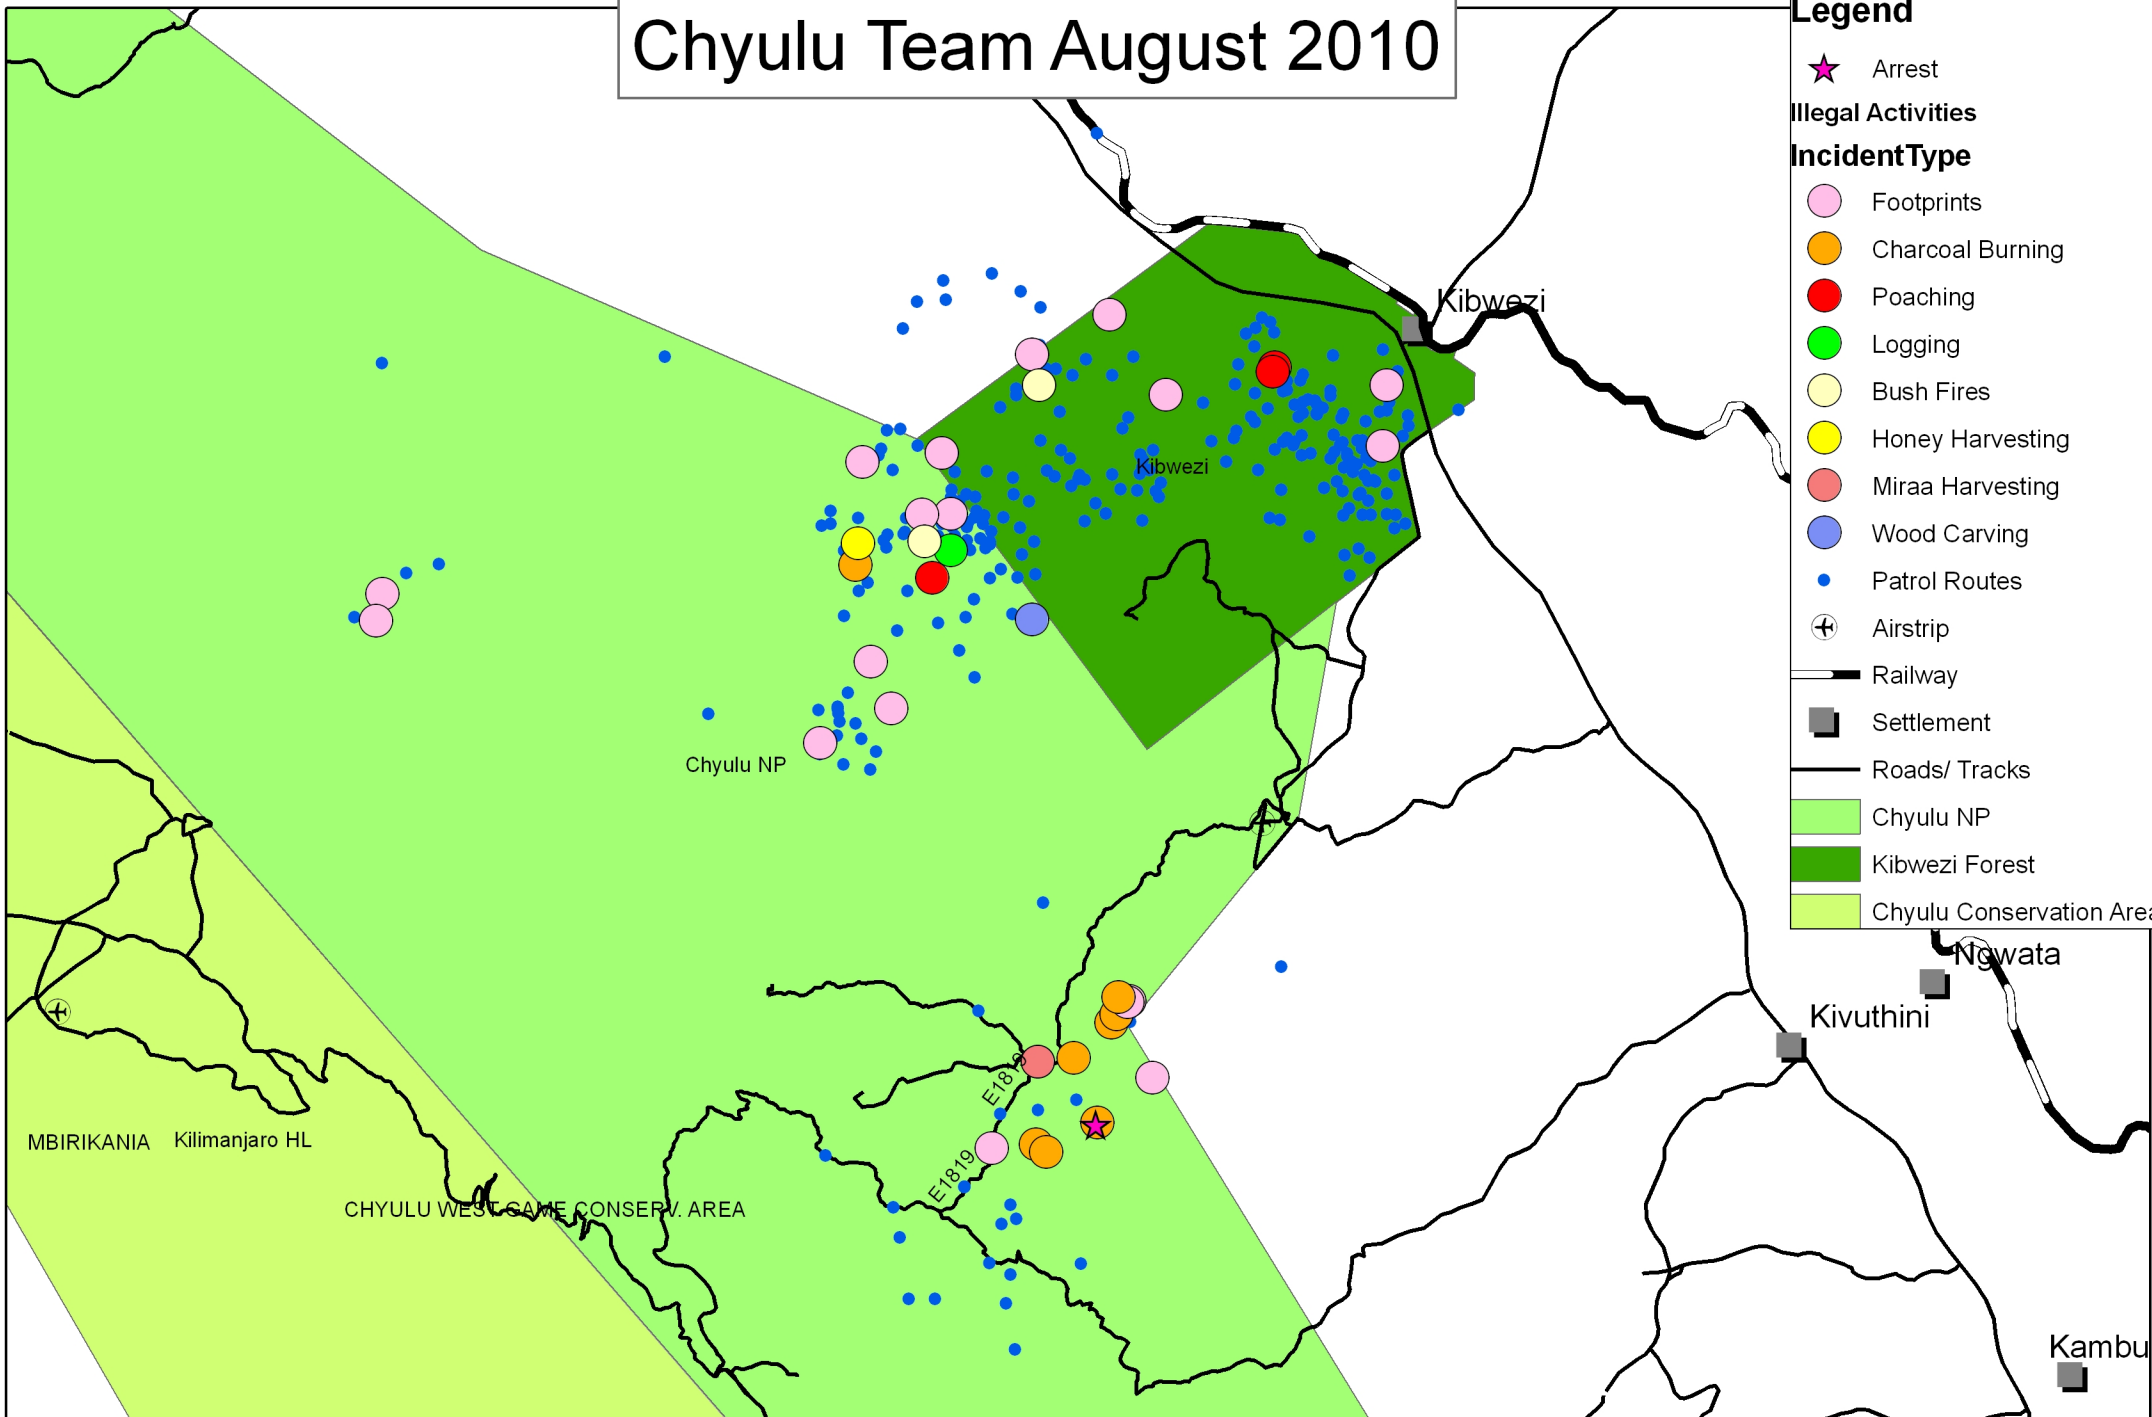 Chyulu Team August 2010
Legend
Arrest
Illegal Activities
IncidentType
Footprints
Charcoal Burning
Poaching
Logging
Bush Fires
Honey Harvesting
Miraa Harvesting
Wood Carving
Patrol Routes
Airstrip
Railway
Settlement
Roads/ Tracks
Chyulu NP
Kibwezi Forest
Chyulu Conservation Area
Kibwezi
Kibwezi
Chyulu NP
Ngwata
Kivuthini
E1819
MBIRIKANIA
Kilimanjaro HL
E1819
CHYULU WEST GAME CONSERV. AREA
Kambu